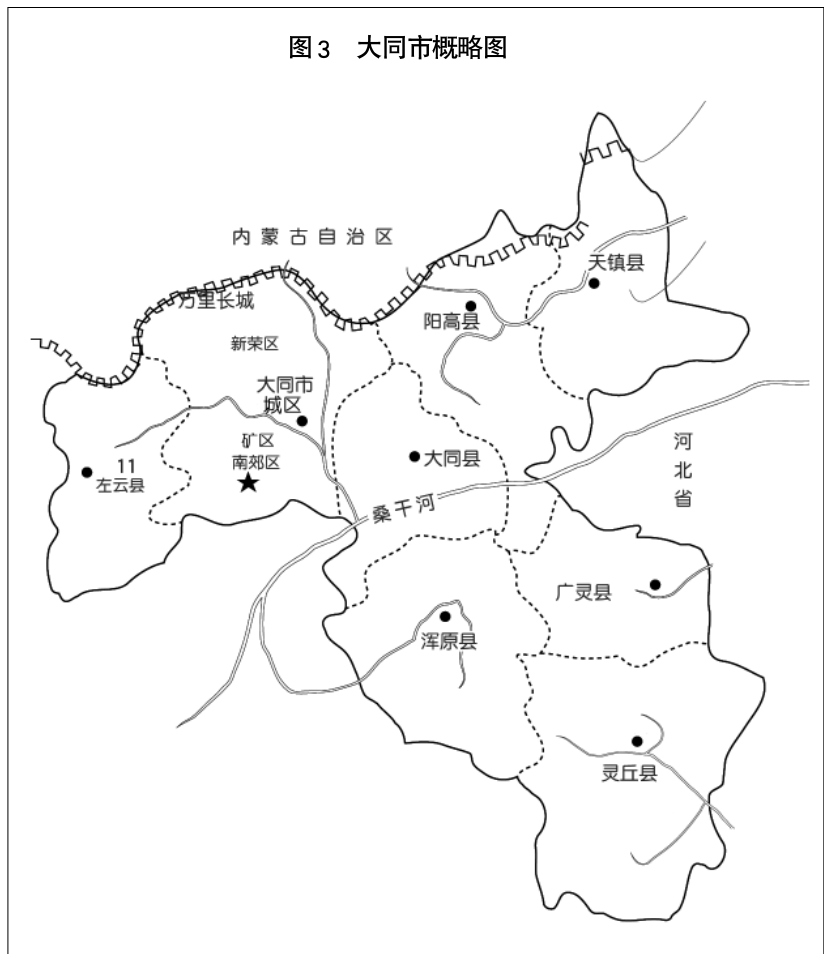 图3 大同市概略图
内蒙古自治区
天镇县
万里长城
阳高县
新荣区
大同市
城区
矿区
南郊区
大同县
河北省
11
左云县
桑干河
广灵县
浑原县
灵丘县